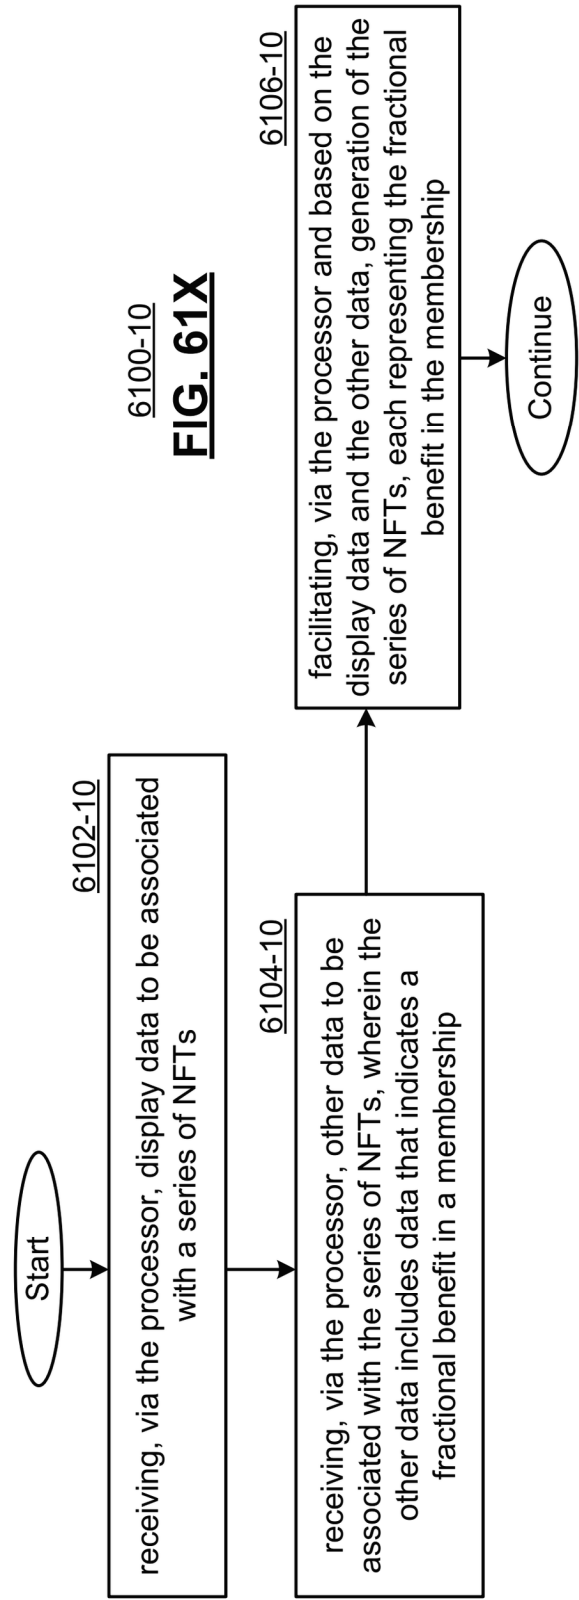 6100-10
FIG. 61X
Start
6102-10
receiving, via the processor, display data to be associated
with a series of NFTs
6104-10
receiving, via the processor, other data to be
associated with the series of NFTs, wherein the
other data includes data that indicates a
fractional benefit in a membership
6106-10
facilitating, via the processor and based on the
display data and the other data, generation of the
series of NFTs, each representing the fractional
benefit in the membership
Continue